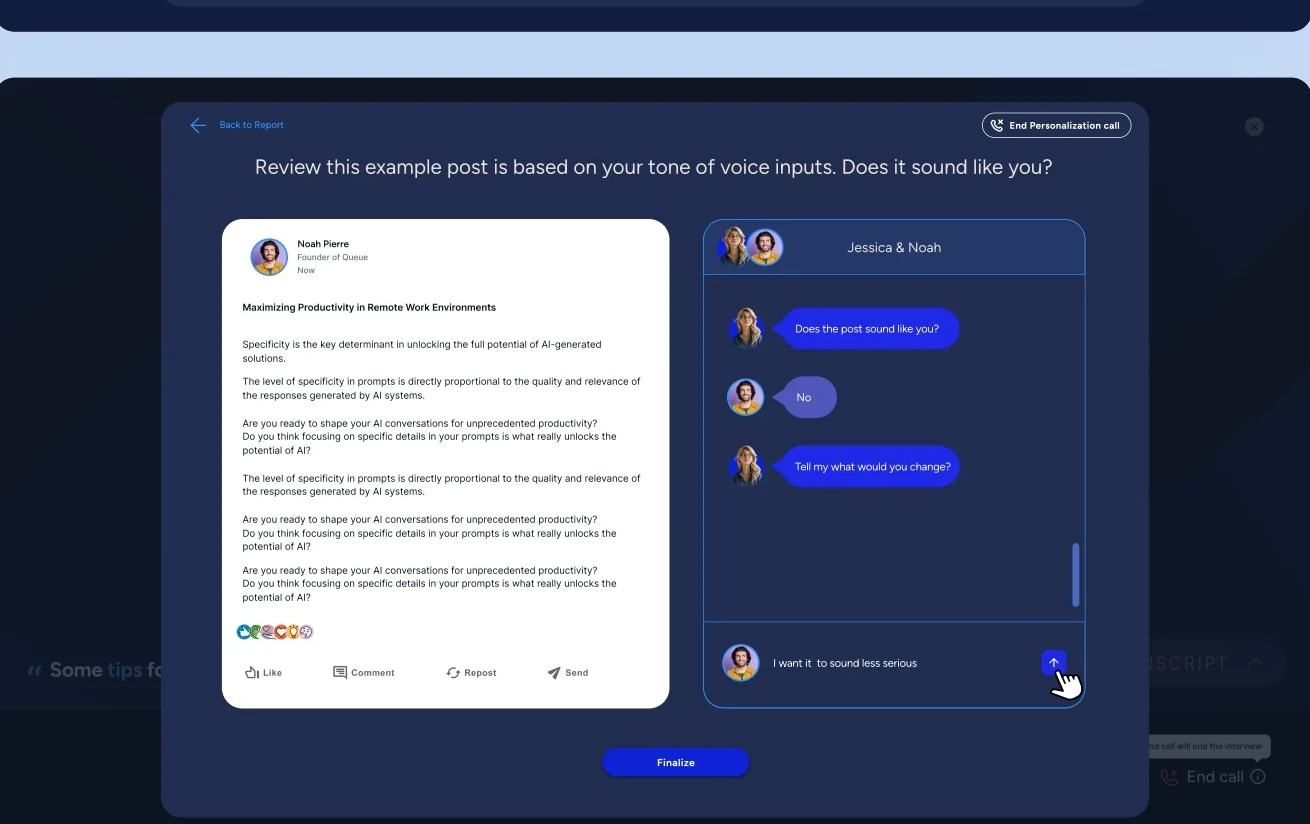 Back to Report
End Personalization call
Review this example post is based on your tone of voice inputs. Does it sound like you?
Noah Pierre
Founder of Queue
Now
Maximizing Productivity in Remote Work Environments
Specificity is the key determinant in unlocking the full potential of AI-generated
solutions.
The level of specificity in prompts is directly proportional to the quality and relevance of
the responses generated by AI systems.
Are you ready to shape your AI conversations for unprecedented productivity?
Do you think focusing on specific details in your prompts is what really unlocks the
potential of AI?
The level of specificity in prompts is directly proportional to the quality and relevance of
the responses generated by AI systems.
Are you ready to shape your AI conversations for unprecedented productivity?
Do you think focusing on specific details in your prompts is what really unlocks the
potential of AI?
Are you ready to shape your AI conversations for unprecedented productivity?
Do you think focusing on specific details in your prompts is what really unlocks the
potential of AI?
Like
Comment
Repost
Send
Jessica & Noah
Does the post sound like you?
No
Tell my what would you change?
I want it to sound less serious
Finalize
“ Some tips
call will end the interview
End call